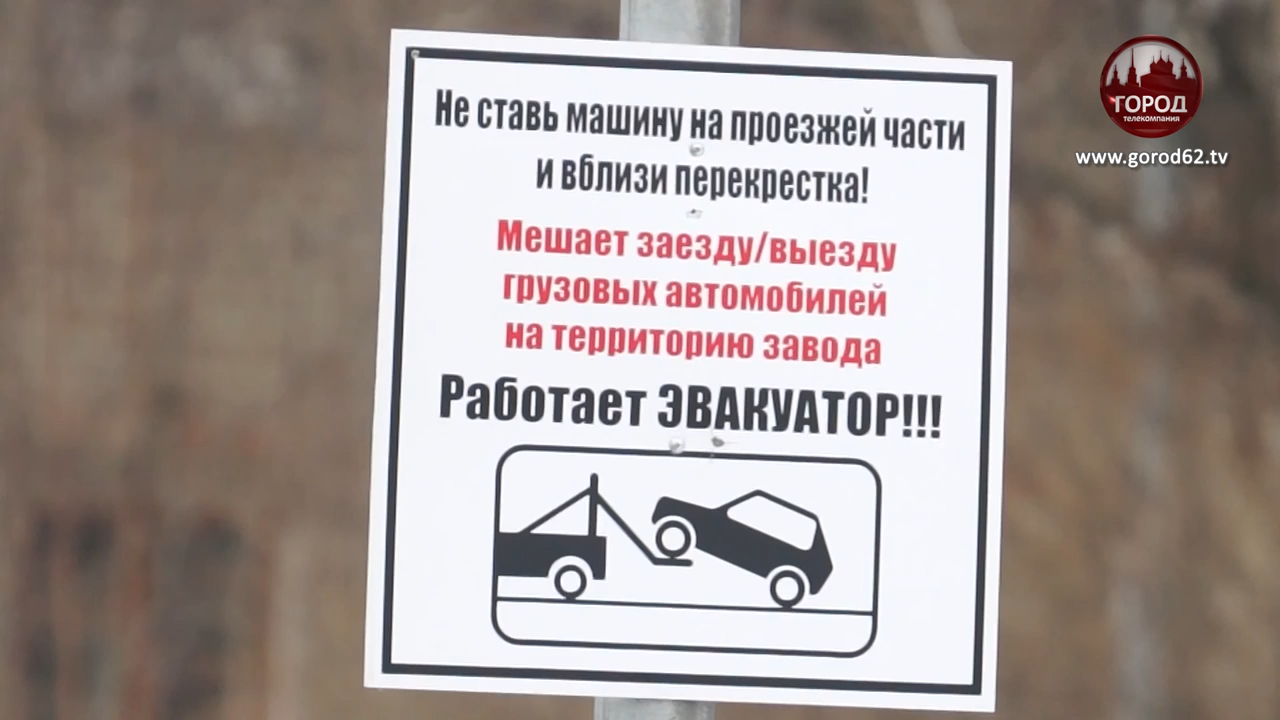 Не ставь машину на проезжей части
и вблизи перекрестка!
Мешает заезду/выезду
грузовых автомобилей
на территорию завода
Работает ЭВАКУАТОР!!!
ГОРОД
телекомпания
www.gorod62.tv